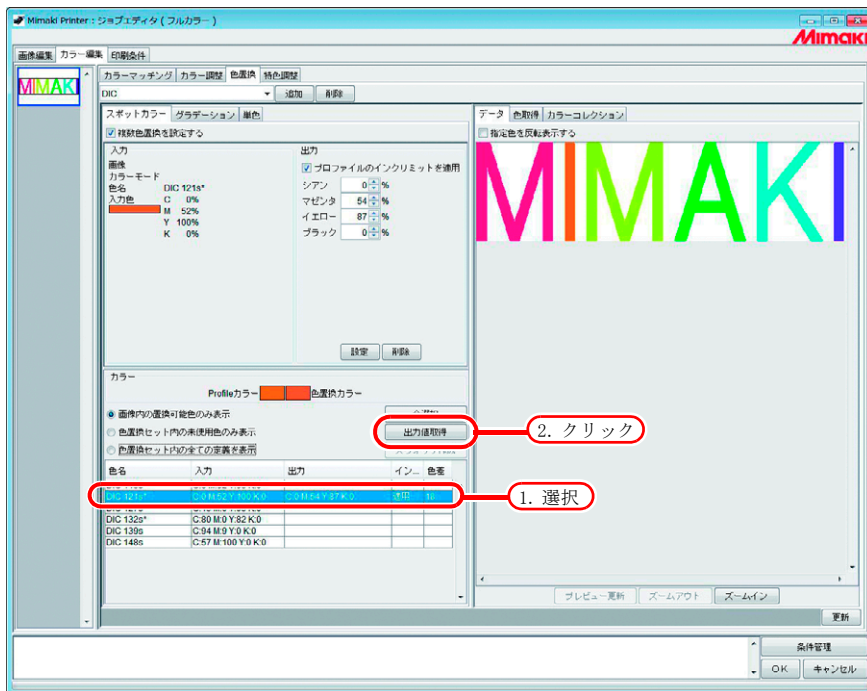 Mimaki Printer : ジョブエディタ ( フルカラー )
Mimaki
画像編集 カラー編集 印刷条件
MIMAKI
カラーマッチング カラー調整 色置換 特色調整
DIC 追加 削除
スポットカラー グラデーション 単色
複数色置換を設定する
入力
画像
カラーモード
色名 DIC 121s*
入力色 C 0%
M 52%
Y 100%
K 0%
出力
プロファイルのインクリミットを適用
シアン 0 %
マゼンタ 54 %
イエロー 87 %
ブラック 0 %
設定 削除
カラー
Profileカラー 色置換カラー
画像内の置換可能色のみ表示
色置換セット内の未使用色のみ表示 出力値取得
色置換セット内の全ての定義を表示
色名 入力 出力 イン... 色差
DIC 121s* C:0 M:52 Y:100 K:0 C:0 M:54 Y:87 K:0 適用 18
DIC 132s* C:80 M:0 Y:82 K:0
DIC 139s C:94 M:9 Y:0 K:0
DIC 148s C:57 M:100 Y:0 K:0
2. クリック
1. 選択
データ 色取得 カラーコレクション
指定色を反転表示する
MIMAKI
プレビュー更新 ズームアウト ズームイン
更新
条件管理
OK キャンセル